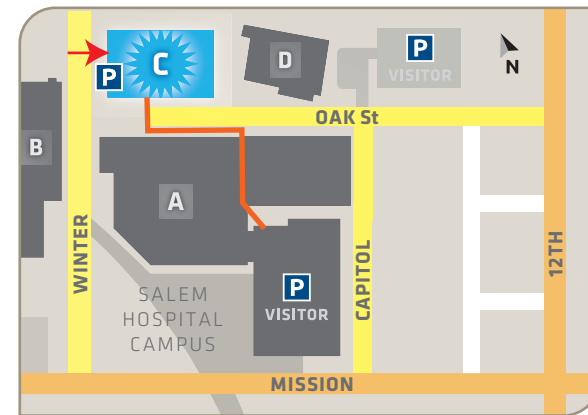 C
P
D
P
VISITOR
N
OAK St
B
A
WINTER
CAPITOL
12TH
P
VISITOR
SALEM
HOSPITAL
CAMPUS
MISSION